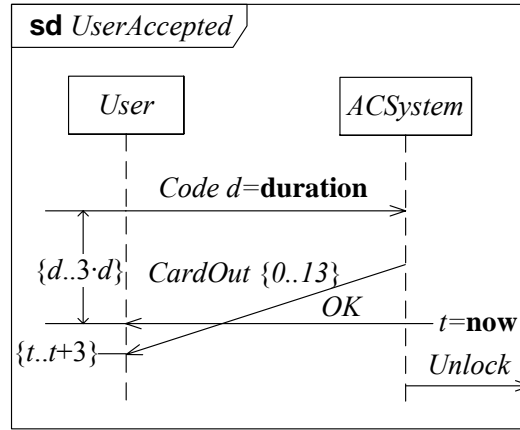 sd UserAccepted
User
ACSystem
Code d=duration
{d..3·d}
CardOut {0..13}
OK
t=now
{t..t+3}
Unlock